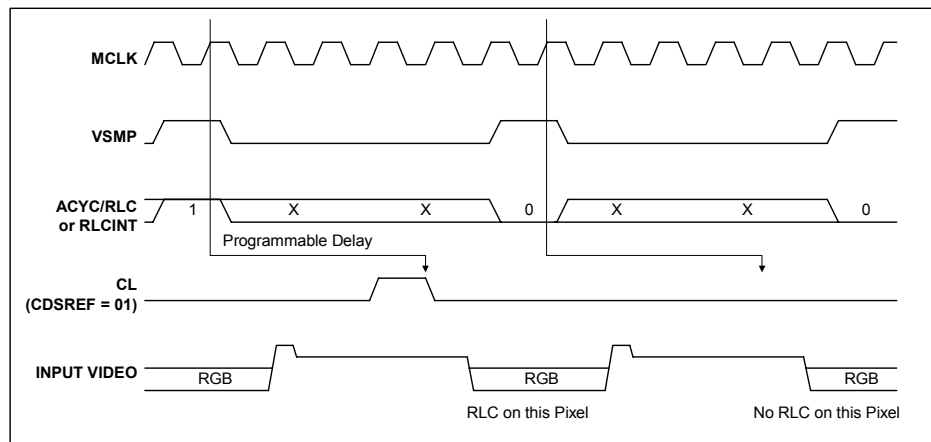 MCLK
VSMP
ACYC/RLC
or RLCINT
1 X X 0 X X 0
Programmable Delay
CL
(CDSREF = 01)
INPUT VIDEO
RGB RGB RGB
RLC on this Pixel No RLC on this Pixel